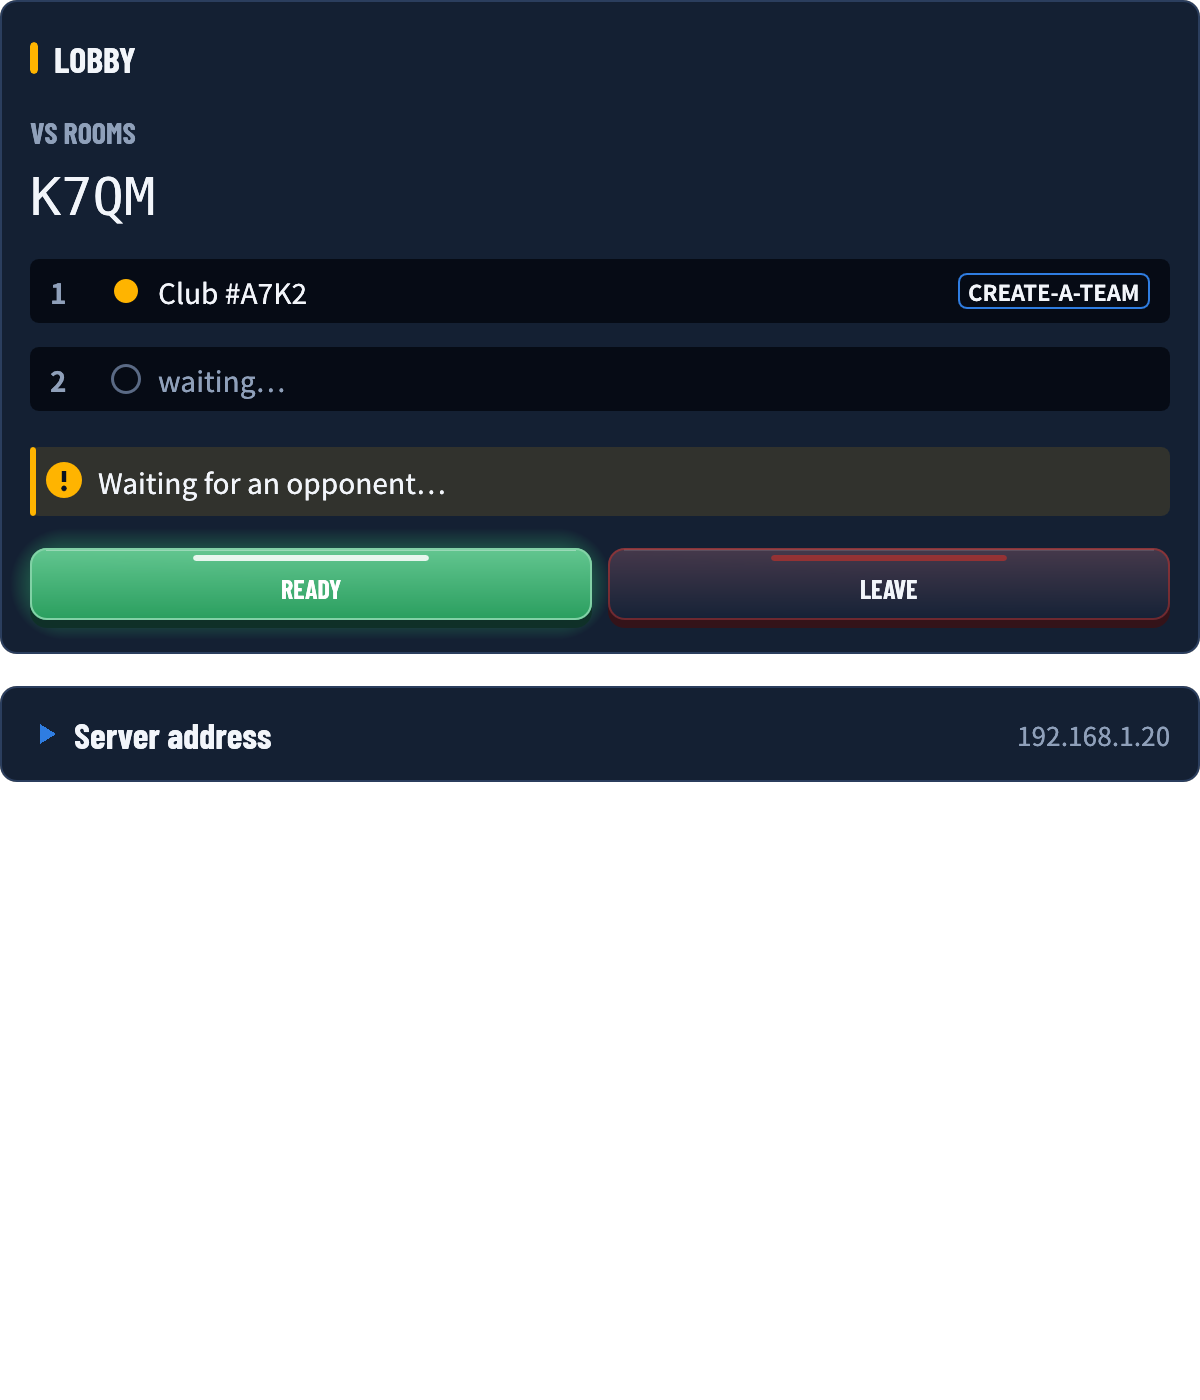 LOBBY
VS ROOMS
K7QM
1 Club #A7K2 CREATE-A-TEAM
2 waiting…
! Waiting for an opponent…
READY LEAVE
Server address 192.168.1.20